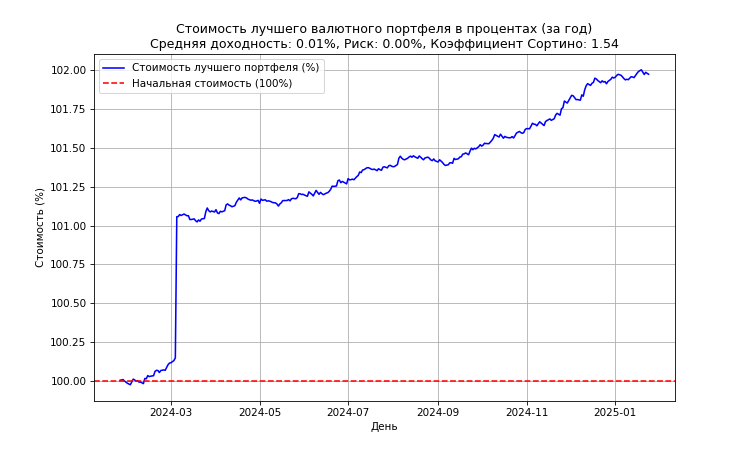 Стоимость лучшего валютного портфеля в процентах (за год)
Средняя доходность: 0.01%, Риск: 0.00%, Коэффициент Сортино: 1.54
Стоимость лучшего портфеля (%)
Начальная стоимость (100%)
Стоимость (%)
102.00
101.75
101.50
101.25
101.00
100.75
100.50
100.25
100.00
2024-03
2024-05
2024-07
2024-09
2024-11
2025-01
День